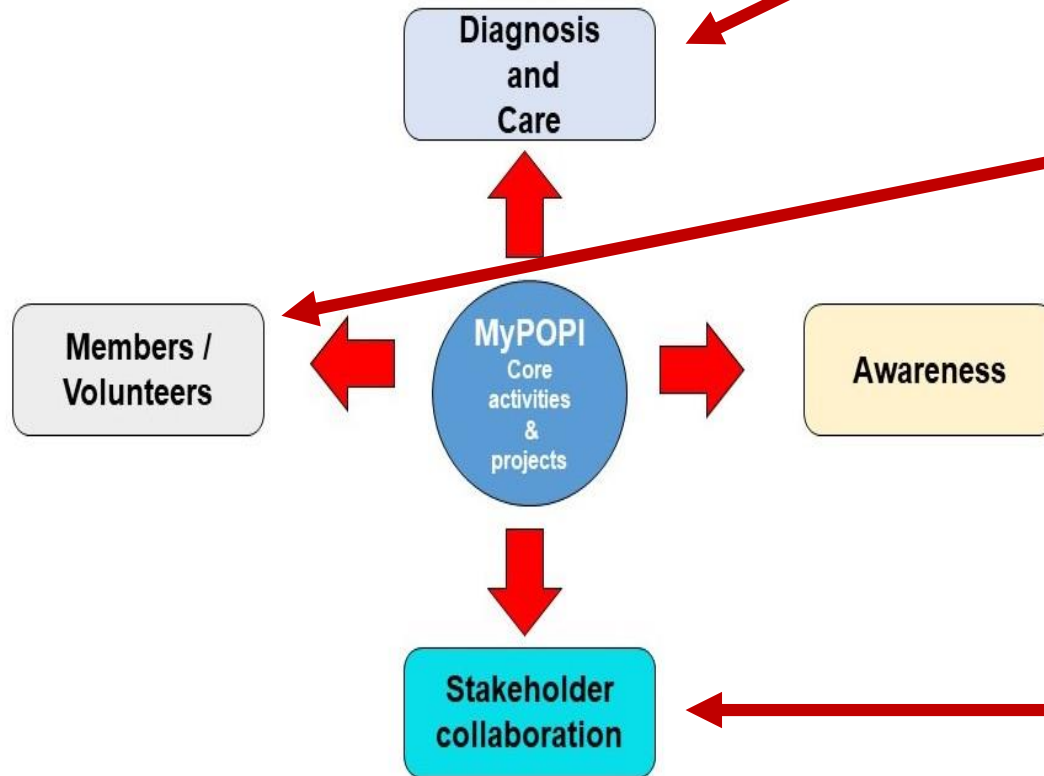 Diagnosis
and
Care
Members /
Volunteers
MyPOPI
Core
activities
&
projects
Awareness
Stakeholder
collaboration